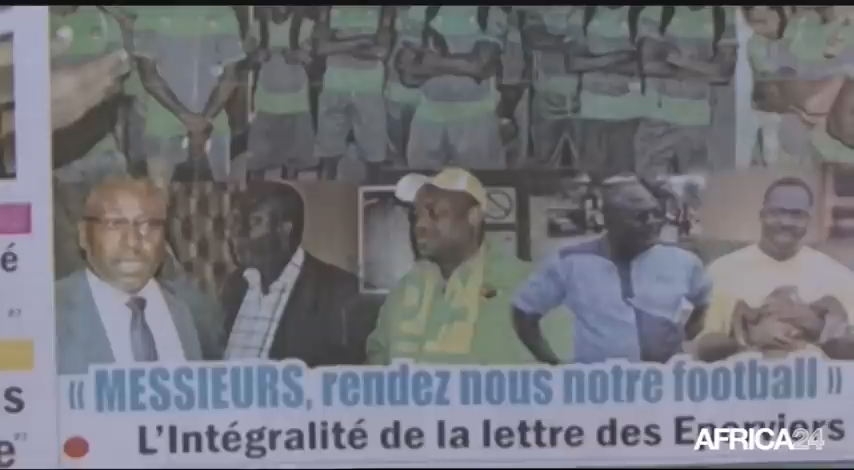 « MESSIEURS, rendez nous notre football »
L'Intégralité de la lettre des
AFRICA24
é
s
e